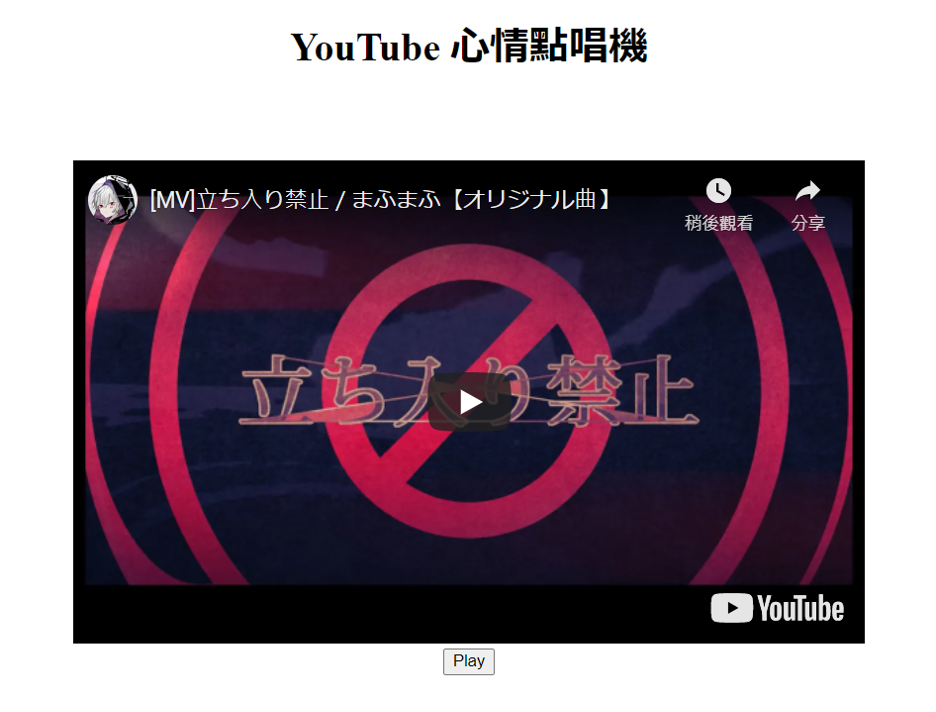 YouTube 心情點唱機
[MV]立ち入り禁止 / まふまふ【オリジナル曲】
稍後觀看
分享
立ち入り禁止
YouTube
Play